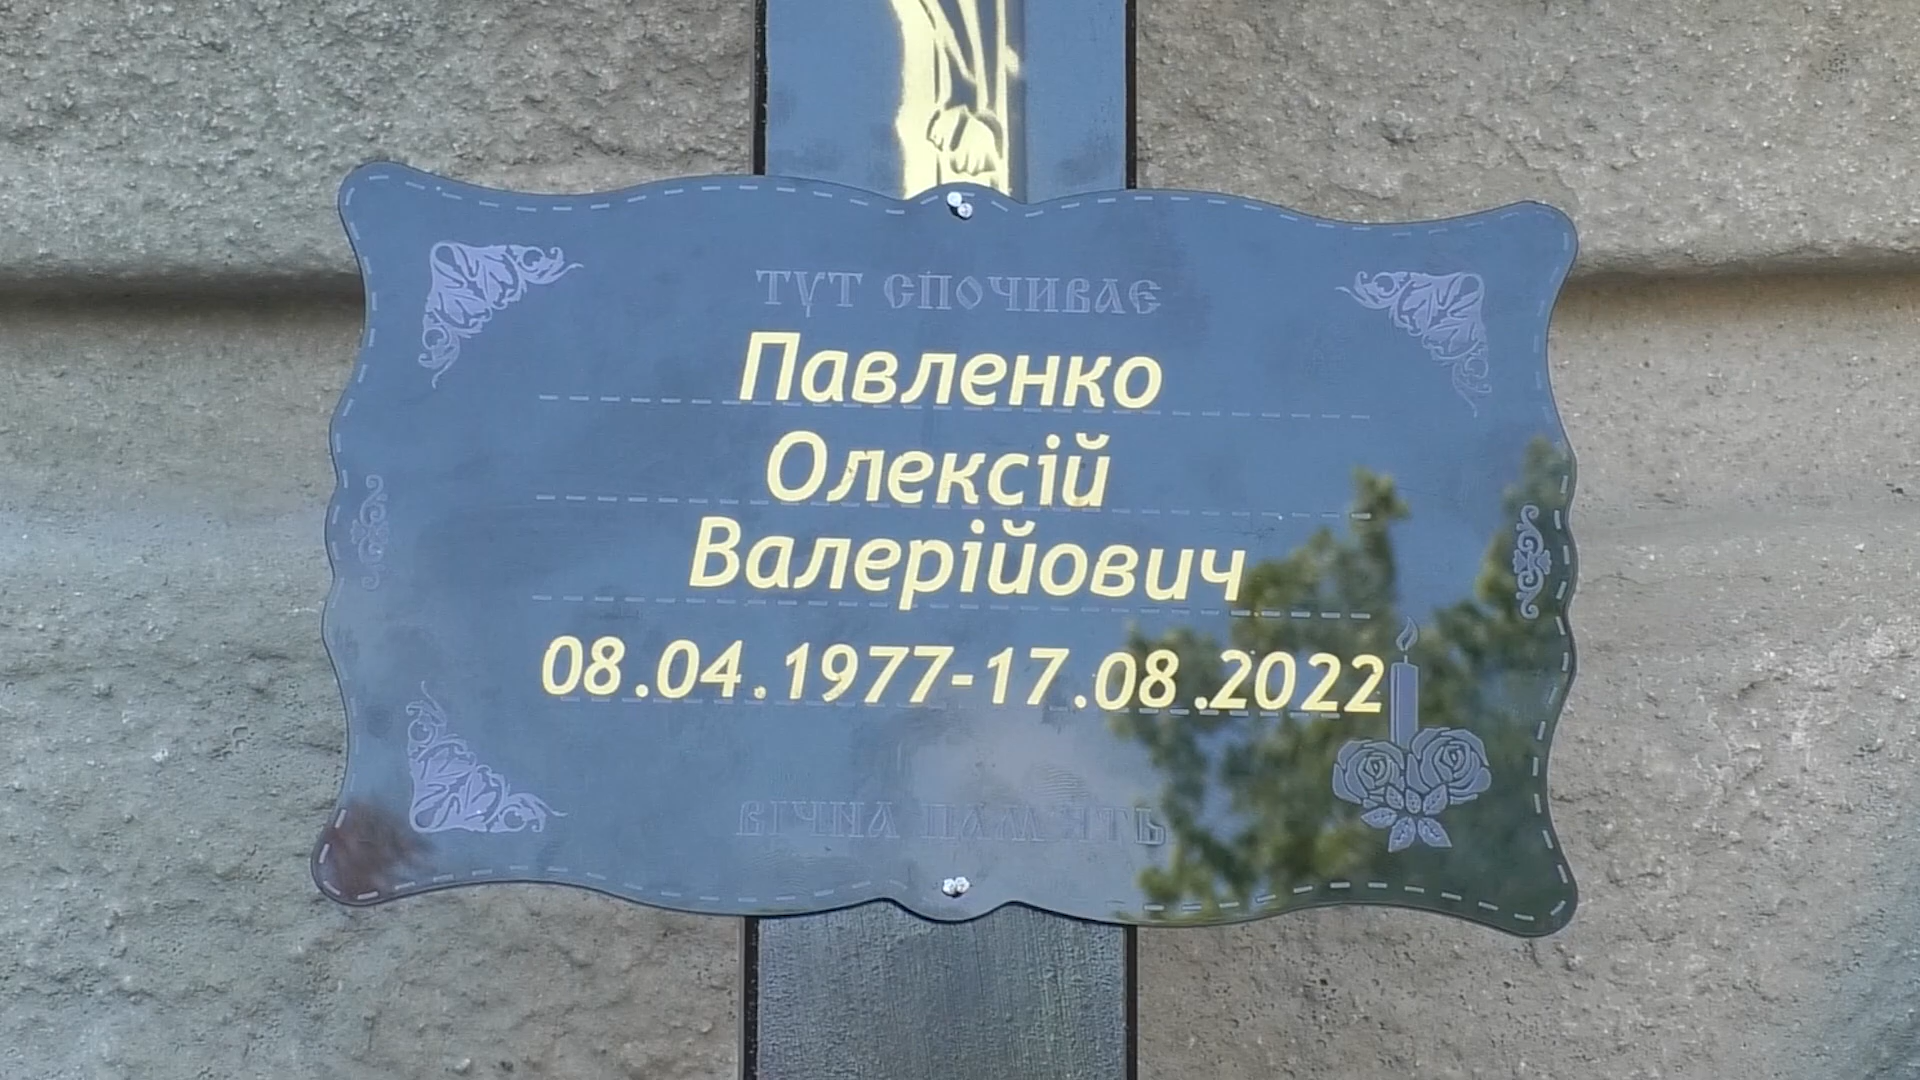 ТУТ СПОЧИВАЄ
Павленко
Олексій
Валерійович
08.04.1977-17.08.2022
ВІЧНА ПАМ'ЯТЬ